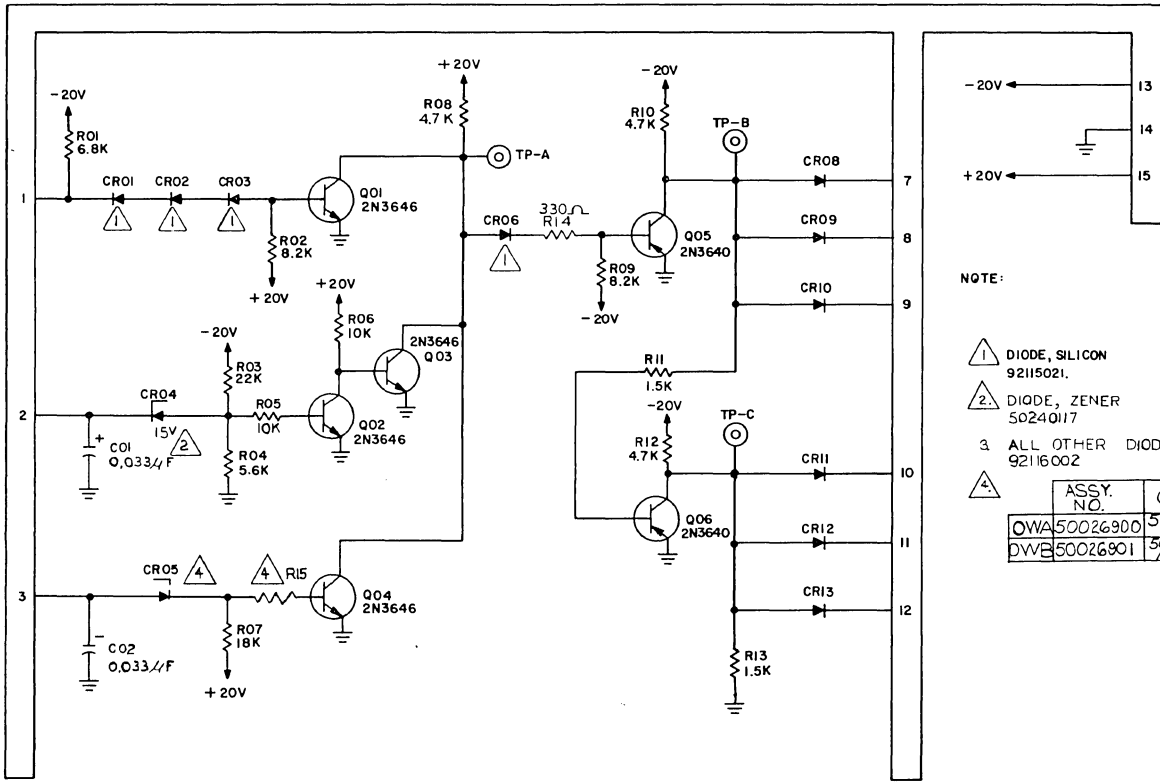 +20V
-20V
-20V
13
R08
4.7K
-20V
R10
4.7K
TP-B
14
R01
6.8K
TP-A
+20V
15
CR08
7
CR01
CR02
CR03
Q01
2N3646
1
1
1
1
330Ω
R14
CR06
1
CR09
8
Q05
2N3640
R02
8.2K
R09
8.2K
+20V
+20V
-20V
NOTE:
CR10
9
R06
10K
-20V
2N3646
Q03
R11
1.5K
1 DIODE, SILICON
92115021.
R03
22K
CR04
R05
10K
2. DIODE, ZENER
50240117
-20V
TP-C
2
15V
2
Q02
2N3646
+
C01
0.033µF
R04
5.6K
R12
4.7K
3 ALL OTHER DIOD
92116002
CR11
10
4.
ASSY.
NO.
Q06
2N3640
OWA 50026900
OWB 50026901
CR12
11
CR05
4
4
R15
CR13
12
3
Q04
2N3646
R07
18K
-
C02
0.033µF
R13
1.5K
+20V